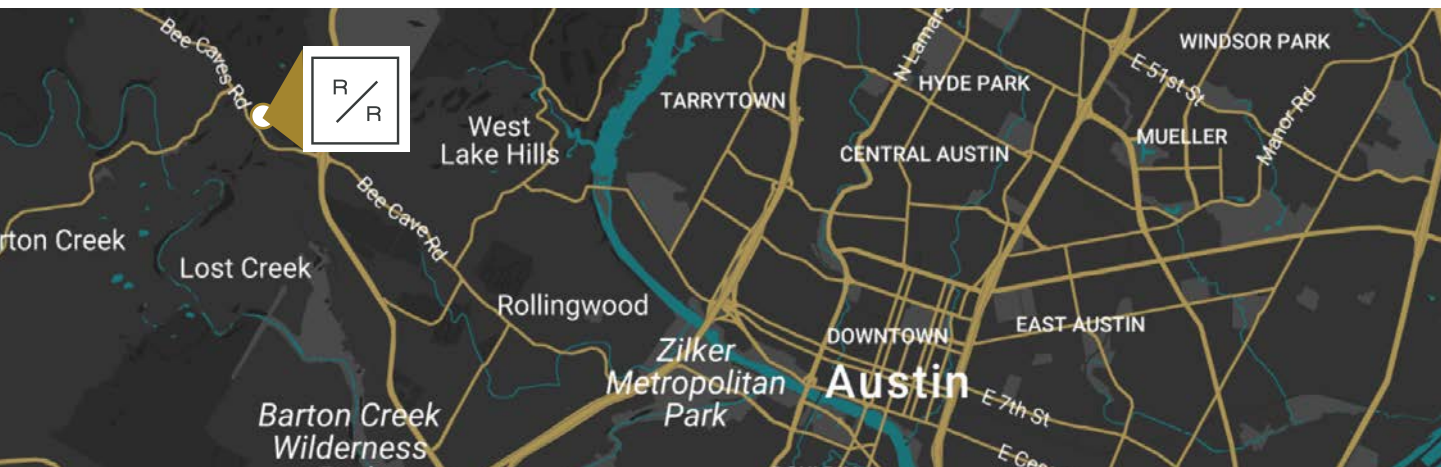 Bee Caves Rd
R/R
West
Lake Hills
TARRYTOWN
HYDE PARK
WINDSOR PARK
E 51st St
MUELLER
Manor Rd
CENTRAL AUSTIN
Bee Cave Rd
rton Creek
Lost Creek
Rollingwood
DOWNTOWN
Austin
EAST AUSTIN
Zilker
Metropolitan
Park
E 7th St
Barton Creek
Wilderness